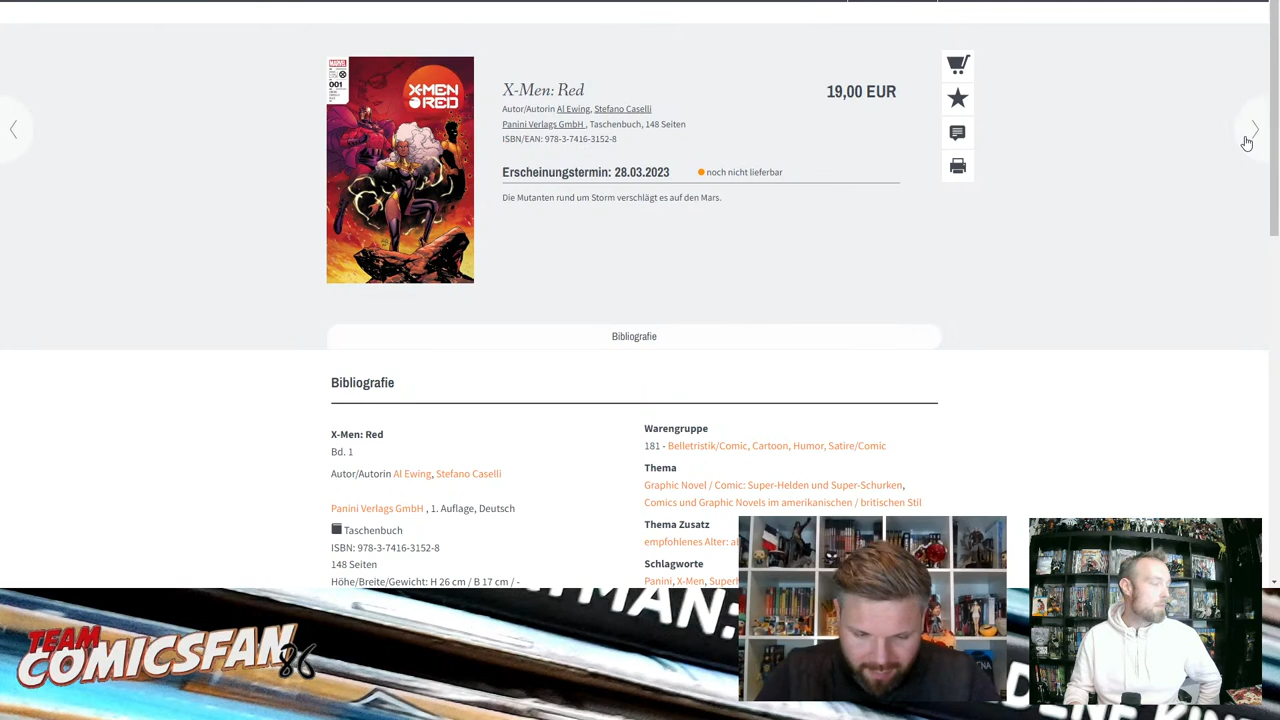 MARVEL
001
X-MEN
RED
X-Men: Red
19,00 EUR
Autor/Autorin Al Ewing, Stefano Caselli
Panini Verlags GmbH , Taschenbuch, 148 Seiten
ISBN/EAN: 978-3-7416-3152-8
Erscheinungstermin: 28.03.2023
noch nicht lieferbar
Die Mutanten rund um Storm verschlägt es auf den Mars.
Bibliografie
Bibliografie
X-Men: Red
Bd. 1
Autor/Autorin Al Ewing, Stefano Caselli
Panini Verlags GmbH , 1. Auflage, Deutsch
Taschenbuch
ISBN: 978-3-7416-3152-8
148 Seiten
Höhe/Breite/Gewicht: H 26 cm / B 17 cm / -
Warengruppe
181 - Belletristik/Comic, Cartoon, Humor, Satire/Comic
Thema
Graphic Novel / Comic: Super-Helden und Super-Schurken,
Comics und Graphic Novels im amerikanischen / britischen Stil
Thema Zusatz
empfohlenes Alter:
Schlagworte
Panini, X-Men,
TEAM
COMICSFAN
86